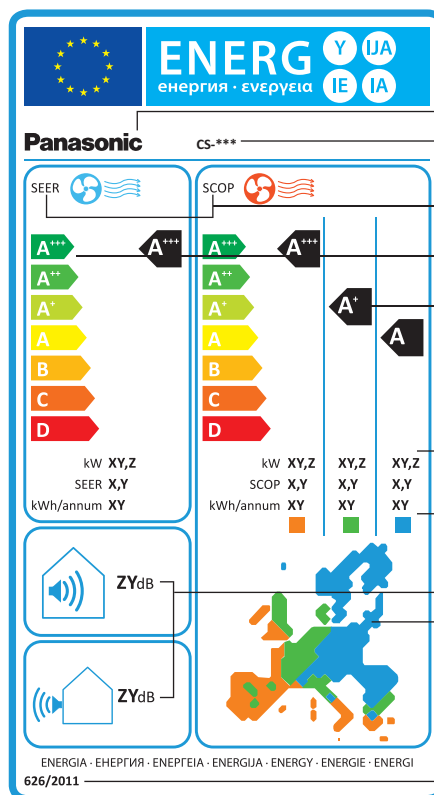 ENERG Y IJA
енергия · ενεργεια IE IA
Panasonic CS-***
SEER
A+++ A+++
A++
A+
A
B
C
D
kW XY,Z
SEER X,Y
kWh/annum XY
SCOP
A+++ A+++
A++
A+ A+
A A
B
C
D
kW XY,Z XY,Z XY,Z
SCOP X,Y X,Y X,Y
kWh/annum XY XY XY
ZYdB
ZYdB
ENERGIA · ЕНЕРГИЯ · ΕΝΕΡΓΕΙΑ · ENERGIJA · ENERGY · ENERGIE · ENERGI
626/2011